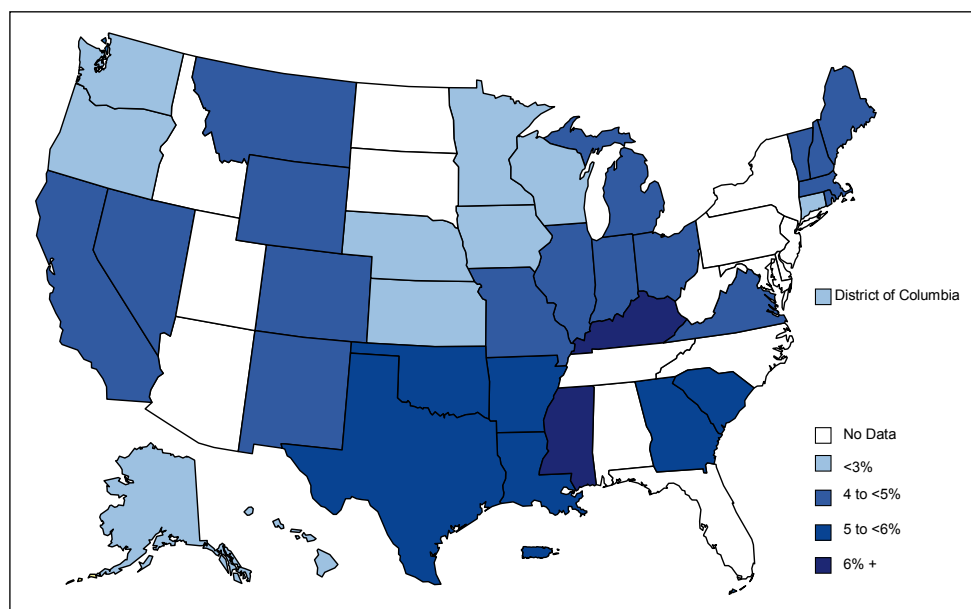 District of Columbia
No Data
<3%
4 to <5%
5 to <6%
6% +